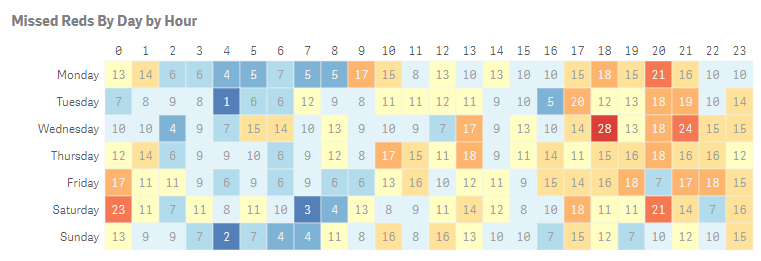 Missed Reds By Day by Hour
0 1 2 3 4 5 6 7 8 9 10 11 12 13 14 15 16 17 18 19 20 21 22 23
Monday 13 14 6 6 4 5 7 5 5 17 15 8 13 10 13 10 10 15 18 15 21 16 10 10
Tuesday 7 8 9 8 1 6 6 12 9 8 11 11 12 11 9 10 5 20 12 13 18 19 10 14
Wednesday 10 10 4 9 7 15 14 10 13 9 10 9 7 17 9 13 10 14 28 13 18 24 15 15
Thursday 12 14 6 9 9 10 6 9 12 8 17 15 11 18 9 11 14 11 15 16 18 16 16 12
Friday 17 11 11 9 6 9 6 9 6 6 13 16 10 12 11 9 15 14 16 18 7 17 18 15
Saturday 23 11 7 11 8 11 10 3 4 13 8 9 11 14 12 8 10 18 11 11 21 14 7 16
Sunday 13 9 9 7 2 7 4 4 11 8 16 8 16 13 10 10 7 15 12 7 10 12 10 15